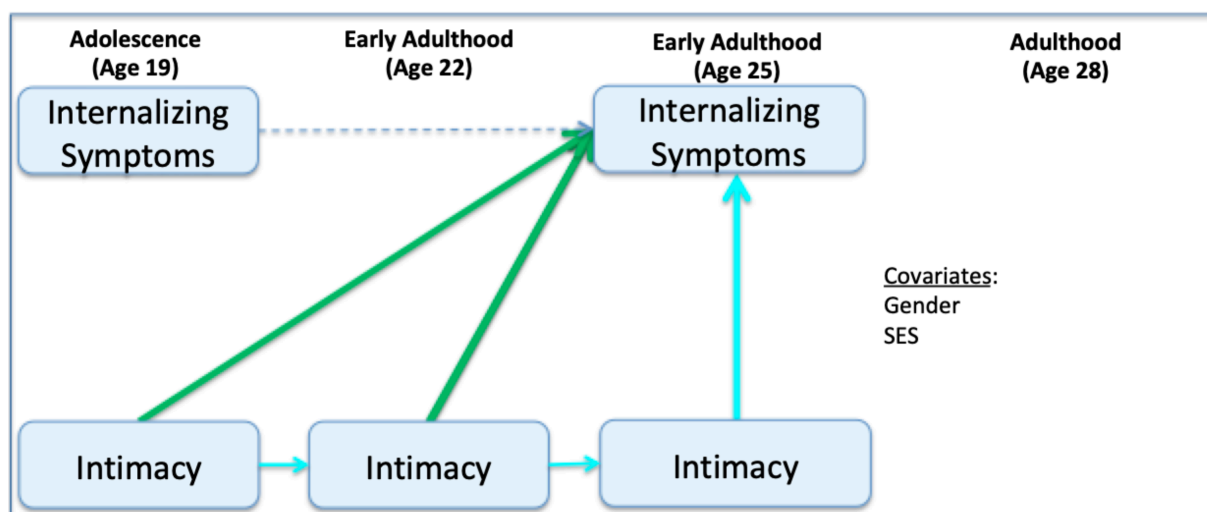 Adolescence
(Age 19)
Early Adulthood
(Age 22)
Early Adulthood
(Age 25)
Adulthood
(Age 28)
Internalizing
Symptoms
Internalizing
Symptoms
Covariates:
Gender
SES
Intimacy
Intimacy
Intimacy